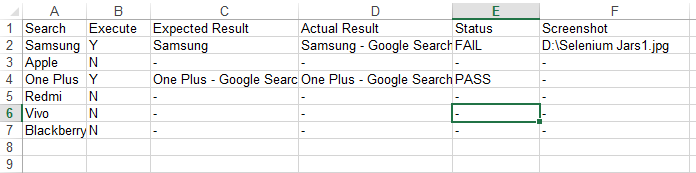 A B C D E F
1 Search Execute Expected Result Actual Result Status Screenshot
2 Samsung Y Samsung Samsung - Google Search FAIL D:\Selenium Jars1.jpg
3 Apple N - - - -
4 One Plus Y One Plus - Google Searc One Plus - Google Search PASS -
5 Redmi N - - - -
6 Vivo N - - - -
7 Blackberry N - - - -
8
9